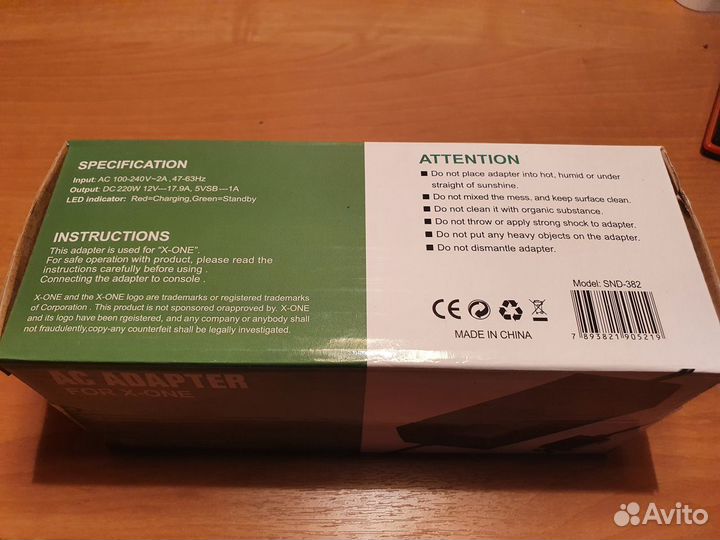 SPECIFICATION
Input: AC 100-240V~2A ,47-63Hz
Output: DC 220W 12V---17.9A, 5VSB---1A
LED indicator: Red=Charging,Green=Standby
INSTRUCTIONS
This adapter is used for "X-ONE".
For safe operation with product, please read the
instructions carefully before using .
Connecting the adapter to console .
X-ONE and the X-ONE logo are trademarks or registered trademarks
of Corporation . This product is not sponsored orapproved by. X-ONE
and its logo have been rgeistered, and any company or anybody shall
not fraudulently,copy-any counterfeit shall be legally investigated.
ATTENTION
■ Do not place adapter into hot, humid or under
straight of sunshine.
■ Do not mixed the mess, and keep surface clean.
■ Do not clean it with organic substance.
■ Do not throw or apply strong shock to adapter.
■ Do not put any heavy objects on the adapter.
■ Do not dismantle adapter.
Model: SND-382
CE
MADE IN CHINA
7 893821 905219
AC ADAPTER
FOR X-ONE
Avito